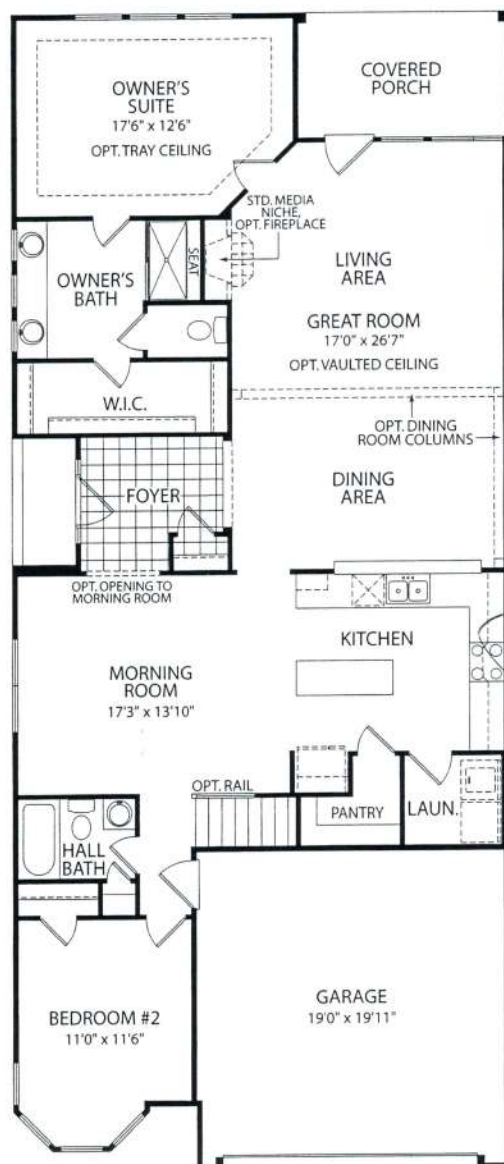 OWNER'S
SUITE
17'6" x 12'6"
OPT. TRAY CEILING
COVERED
PORCH
STD. MEDIA
NICHE,
OPT. FIREPLACE
SEAT
OWNER'S
BATH
LIVING
AREA
GREAT ROOM
17'0" x 26'7"
OPT. VAULTED CEILING
W.I.C.
OPT. DINING
ROOM COLUMNS
FOYER
DINING
AREA
OPT. OPENING TO
MORNING ROOM
KITCHEN
MORNING
ROOM
17'3" x 13'10"
OPT. RAIL
PANTRY
LAUN.
HALL
BATH
BEDROOM #2
11'0" x 11'6"
GARAGE
19'0" x 19'11"